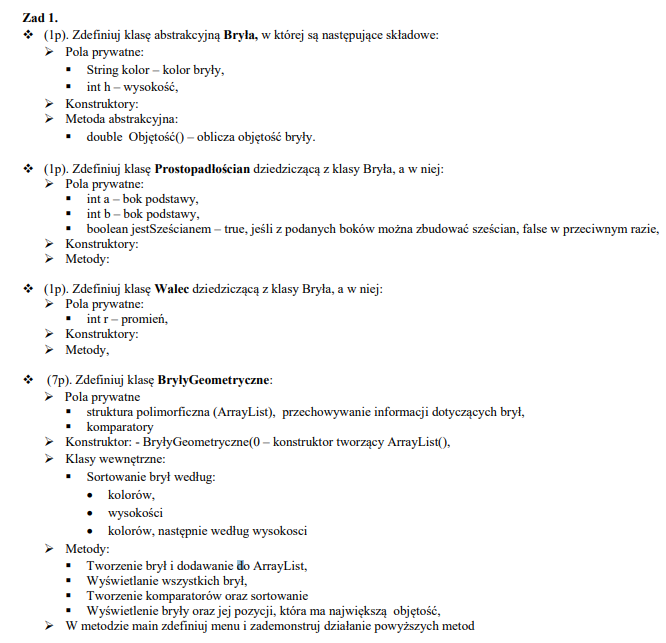 Zad 1.
❖ (1p). Zdefiniuj klasę abstrakcyjną Bryła, w której są następujące składowe:
➢ Pola prywatne:
▪ String kolor – kolor bryły,
▪ int h – wysokość,
➢ Konstruktory:
➢ Metoda abstrakcyjna:
▪ double Objętość() – oblicza objętość bryły.
❖ (1p). Zdefiniuj klasę Prostopadłościan dziedziczącą z klasy Bryła, a w niej:
➢ Pola prywatne:
▪ int a – bok podstawy,
▪ int b – bok podstawy,
▪ boolean jestSześcianem – true, jeśli z podanych boków można zbudować sześcian, false w przeciwnym razie,
➢ Konstruktory:
➢ Metody:
❖ (1p). Zdefiniuj klasę Walec dziedziczącą z klasy Bryła, a w niej:
➢ Pola prywatne:
▪ int r – promień,
➢ Konstruktory:
➢ Metody,
❖ (7p). Zdefiniuj klasę BryłyGeometryczne:
➢ Pola prywatne
▪ struktura polimorficzna (ArrayList), przechowywanie informacji dotyczących brył,
▪ komparatory
➢ Konstruktor: - BryłyGeometryczne(0 – konstruktor tworzący ArrayList(),
➢ Klasy wewnętrzne:
▪ Sortowanie brył według:
● kolorów,
● wysokości
● kolorów, następnie według wysokosci
➢ Metody:
▪ Tworzenie brył i dodawanie do ArrayList,
▪ Wyświetlanie wszystkich brył,
▪ Tworzenie komparatorów oraz sortowanie
▪ Wyświetlenie bryły oraz jej pozycji, która ma największą objętość,
➢ W metodzie main zdefiniuj menu i zademonstruj działanie powyższych metod